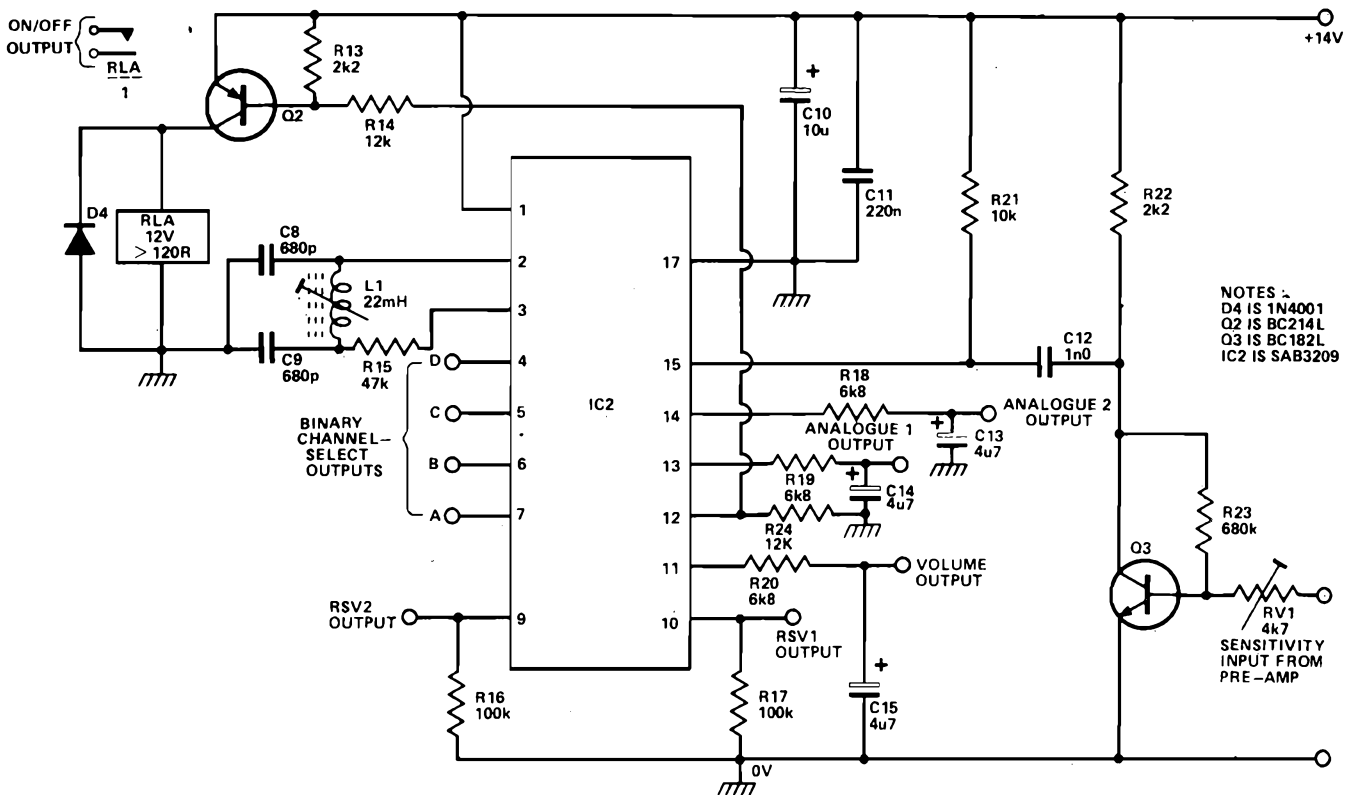 ON/OFF
OUTPUT
RLA
1
R13
2k2
Q2
R14
12k
+
C10
10u
C11
220n
R21
10k
R22
2k2
+14V
D4
RLA
12V
> 120R
C8
680p
L1
22mH
C9
680p
R15
47k
1
2
3
4
5
6
7
9
IC2
17
15
14
13
12
11
10
D
C
B
A
BINARY
CHANNEL-
SELECT
OUTPUTS
C12
1n0
R18
6k8
ANALOGUE 2
OUTPUT
+
C13
4u7
ANALOGUE 1
OUTPUT
R19
6k8
+
C14
4u7
R24
12K
R20
6k8
VOLUME
OUTPUT
+
C15
4u7
RSV2
OUTPUT
RSV1
OUTPUT
R16
100k
R17
100k
0V
R23
680k
Q3
RV1
4k7
SENSITIVITY
INPUT FROM
PRE-AMP
NOTES :
D4 IS 1N4001
Q2 IS BC214L
Q3 IS BC182L
IC2 IS SAB3209